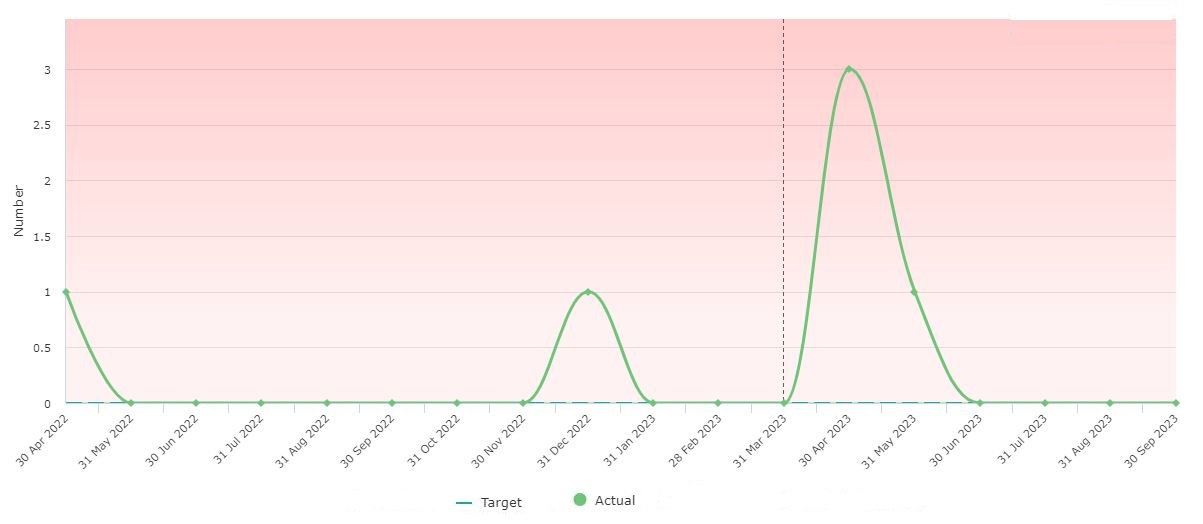 3
2.5
2
1.5
1
0.5
0
Number
30 Apr 2022
31 May 2022
30 Jun 2022
31 Jul 2022
31 Aug 2022
30 Sep 2022
31 Oct 2022
30 Nov 2022
31 Dec 2022
31 Jan 2023
28 Feb 2023
31 Mar 2023
30 Apr 2023
31 May 2023
30 Jun 2023
31 Jul 2023
31 Aug 2023
30 Sep 2023
Target
Actual